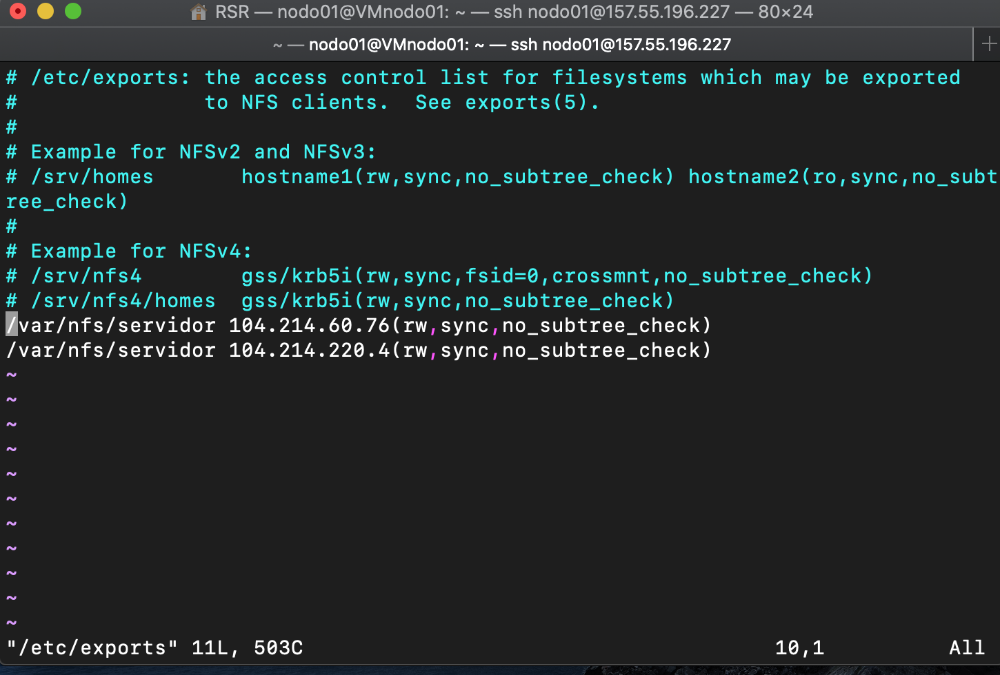 RSR — nodo01@VMnodo01: ~ — ssh nodo01@157.55.196.227 — 80×24
~ — nodo01@VMnodo01: ~ — ssh nodo01@157.55.196.227
# /etc/exports: the access control list for filesystems which may be exported
#               to NFS clients.  See exports(5).
#
# Example for NFSv2 and NFSv3:
# /srv/homes       hostname1(rw,sync,no_subtree_check) hostname2(ro,sync,no_subt
ree_check)
#
# Example for NFSv4:
# /srv/nfs4        gss/krb5i(rw,sync,fsid=0,crossmnt,no_subtree_check)
# /srv/nfs4/homes  gss/krb5i(rw,sync,no_subtree_check)
/var/nfs/servidor 104.214.60.76(rw,sync,no_subtree_check)
/var/nfs/servidor 104.214.220.4(rw,sync,no_subtree_check)
~
~
~
~
~
~
~
~
~
~
~
"/etc/exports" 11L, 503C                                      10,1          All